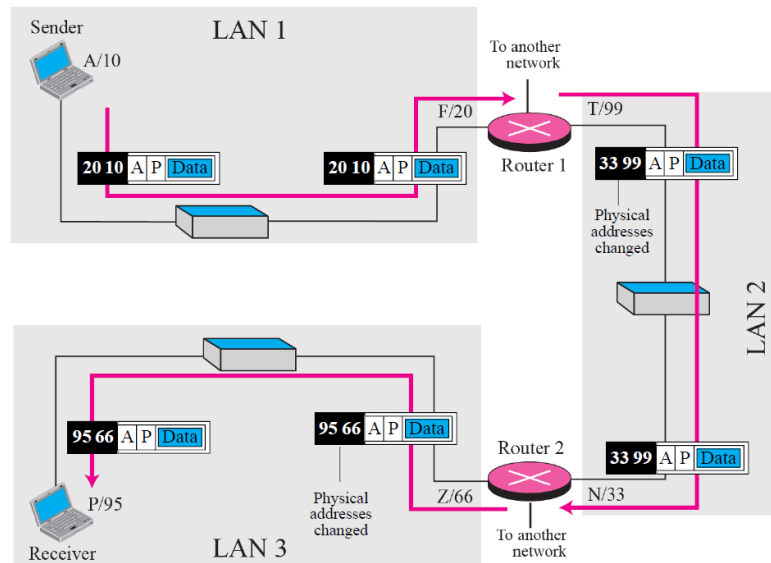 LAN 1
Sender
A/10
To another
network
F/20
T/99
Router 1
20 10 A P Data
20 10 A P Data
33 99 A P Data
Physical
addresses
changed
LAN 2
95 66 A P Data
95 66 A P Data
Router 2
33 99 A P Data
Physical
addresses
changed
P/95
Z/66
N/33
To another
network
Receiver
LAN 3